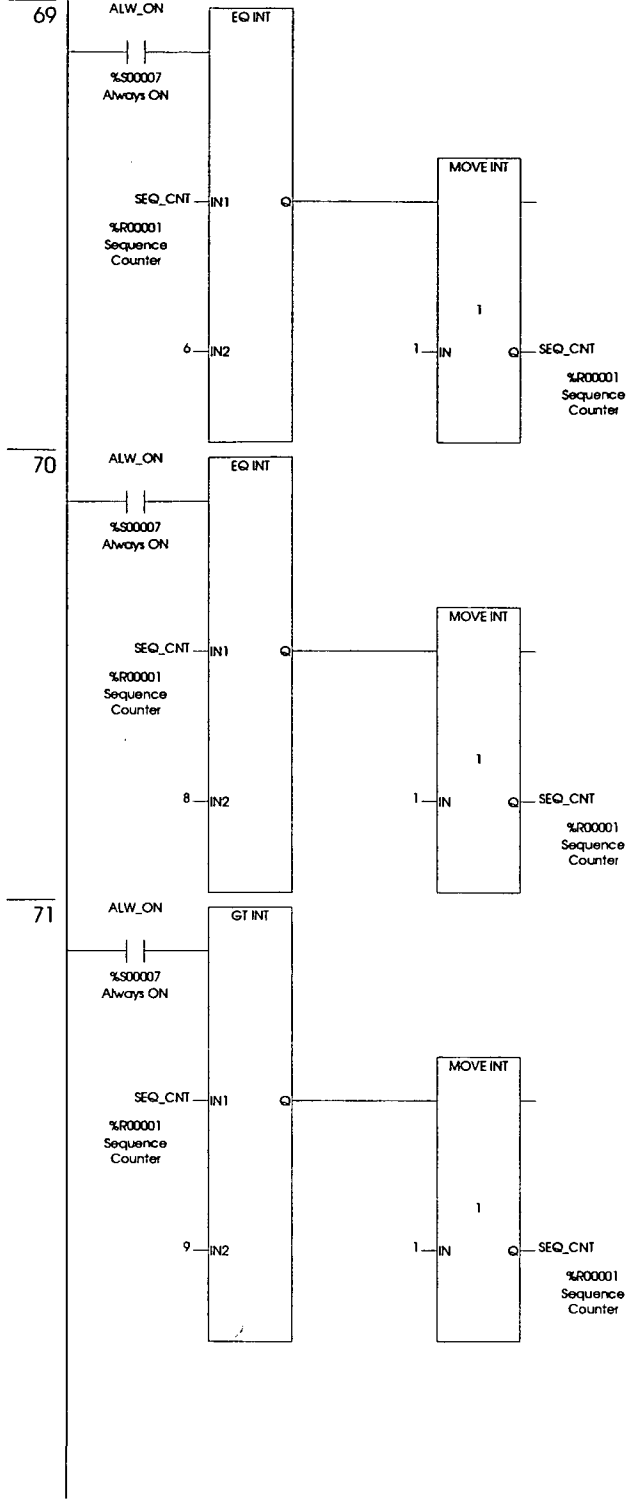 69
ALW_ON
EQ INT
%S00007
Always ON
MOVE INT
SEQ_CNT IN1 Q
%R00001
Sequence
Counter
1
6 IN2
1 IN Q SEQ_CNT
%R00001
Sequence
Counter
70
ALW_ON
EQ INT
%S00007
Always ON
MOVE INT
SEQ_CNT IN1 Q
%R00001
Sequence
Counter
1
8 IN2
1 IN Q SEQ_CNT
%R00001
Sequence
Counter
71
ALW_ON
GT INT
%S00007
Always ON
MOVE INT
SEQ_CNT IN1 Q
%R00001
Sequence
Counter
1
9 IN2
1 IN Q SEQ_CNT
%R00001
Sequence
Counter